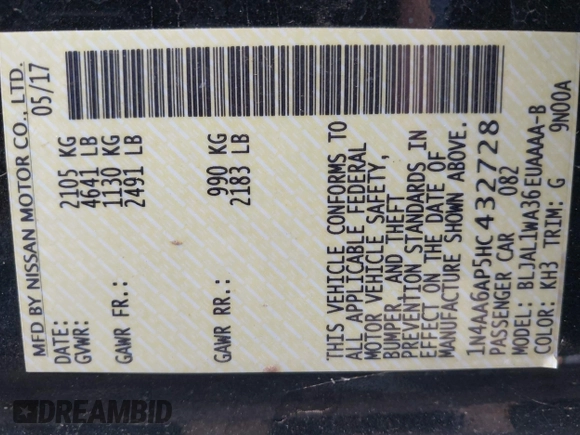 MFD BY NISSAN MOTOR CO., LTD.
DATE: 05/17
GVWR: 2105 KG
4641 LB
GAWR FR.: 1130 KG
2491 LB
GAWR RR.: 990 KG
2183 LB
THIS VEHICLE CONFORMS TO
ALL APPLICABLE FEDERAL
MOTOR VEHICLE SAFETY,
BUMPER, AND THEFT
PREVENTION STANDARDS IN
EFFECT ON THE DATE OF
MANUFACTURE SHOWN ABOVE.
1N4AA6AP5HC432728
PASSENGER CAR 082
MODEL: BLJALLWA36EUAAAA-B
COLOR: KH3 TRIM: G 9N00A
DREAMBID